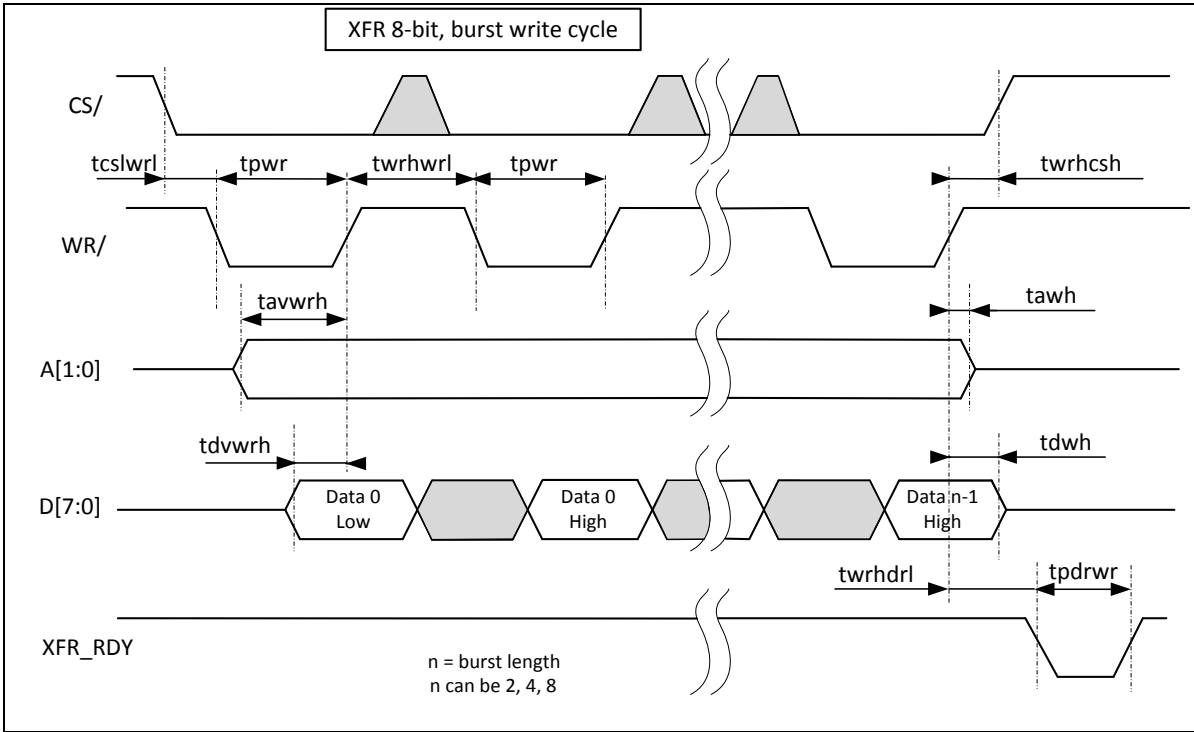 XFR 8-bit, burst write cycle
CS/
tcslwrl
tpwr
twrhwrl
tpwr
twrhcsh
WR/
tavwrh
tawh
A[1:0]
tdvwrh
tdwh
D[7:0]
Data 0
Low
Data 0
High
Data n-1
High
twrhdrl
tpdrwr
XFR_RDY
n = burst length
n can be 2, 4, 8